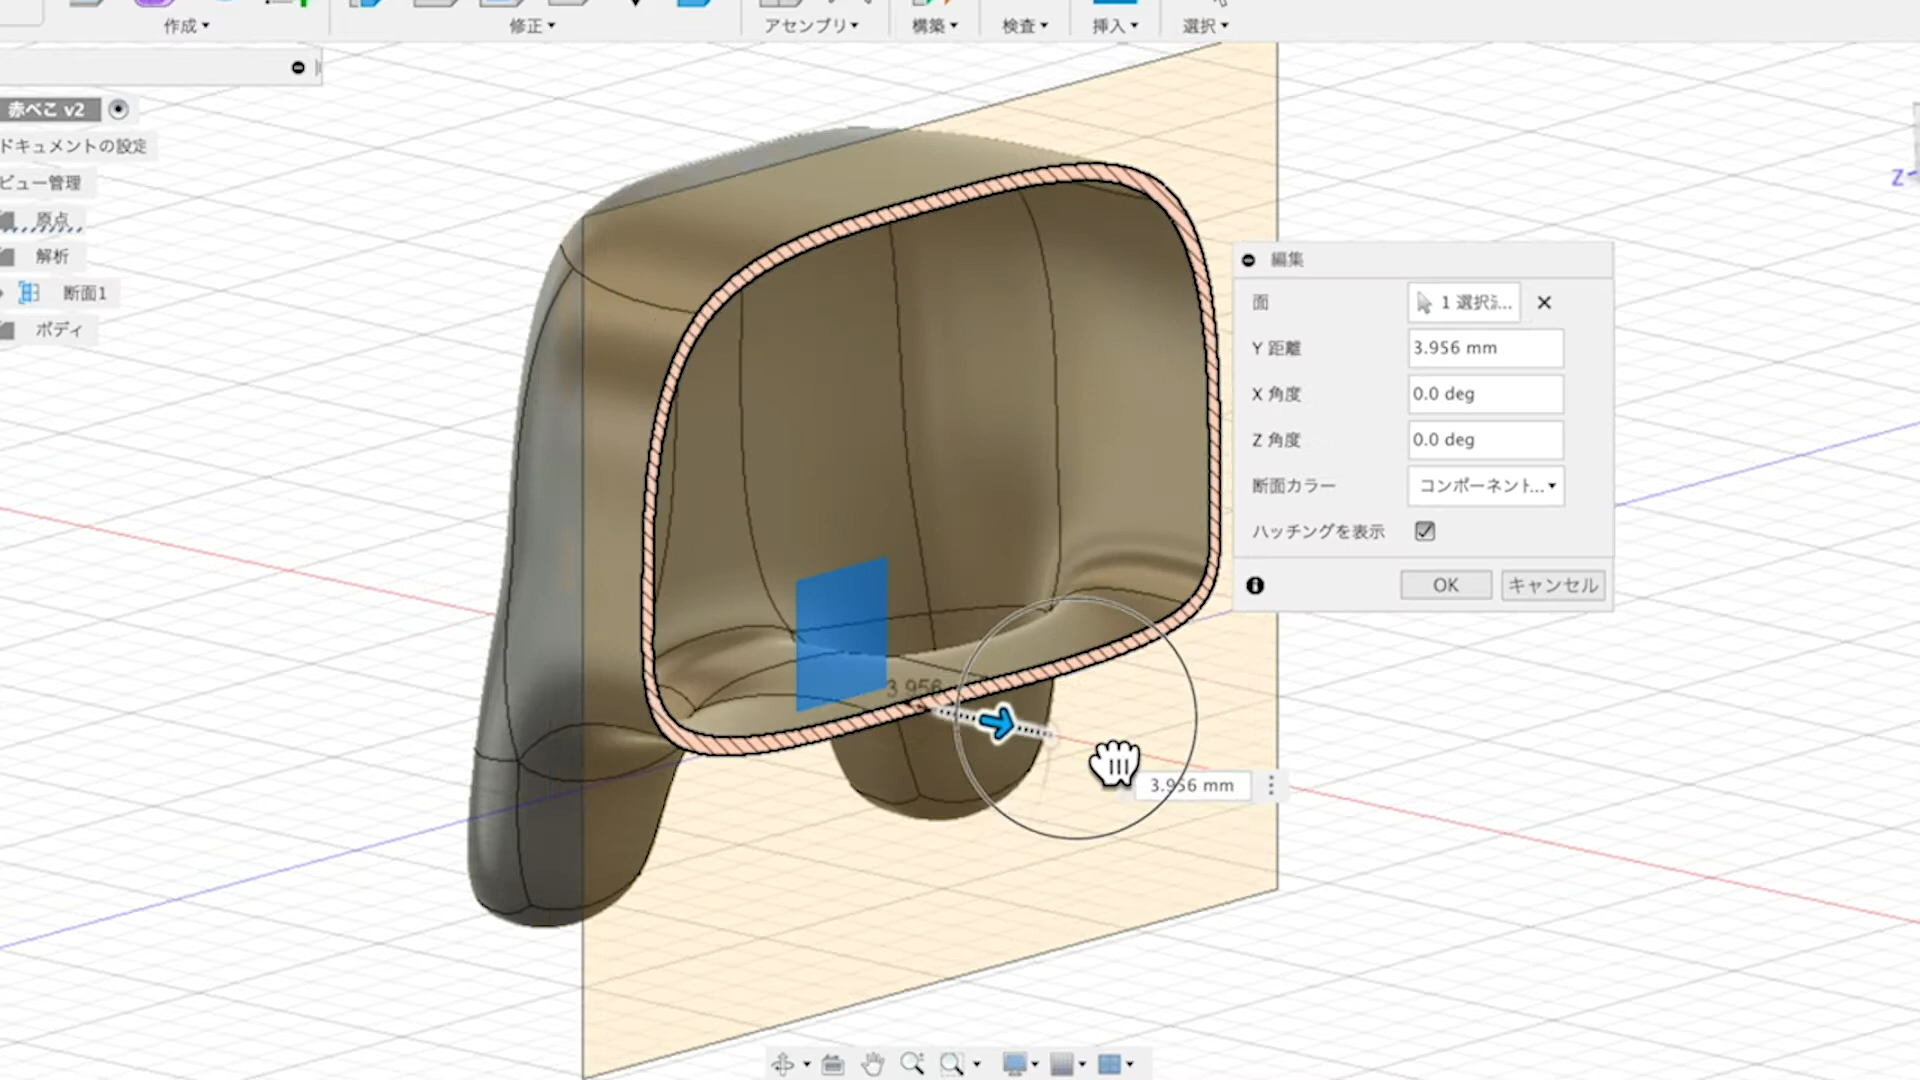 作成 修正 アセンブリ 構築 検査 挿入 選択
赤べこ v2
ドキュメントの設定
ビュー管理
原点
解析
断面1
ボディ
Z
編集
面 1 選択...
Y 距離 3.956 mm
X 角度 0.0 deg
Z 角度 0.0 deg
断面カラー コンポーネント...
ハッチングを表示
OK キャンセル
3.956
3.956 mm